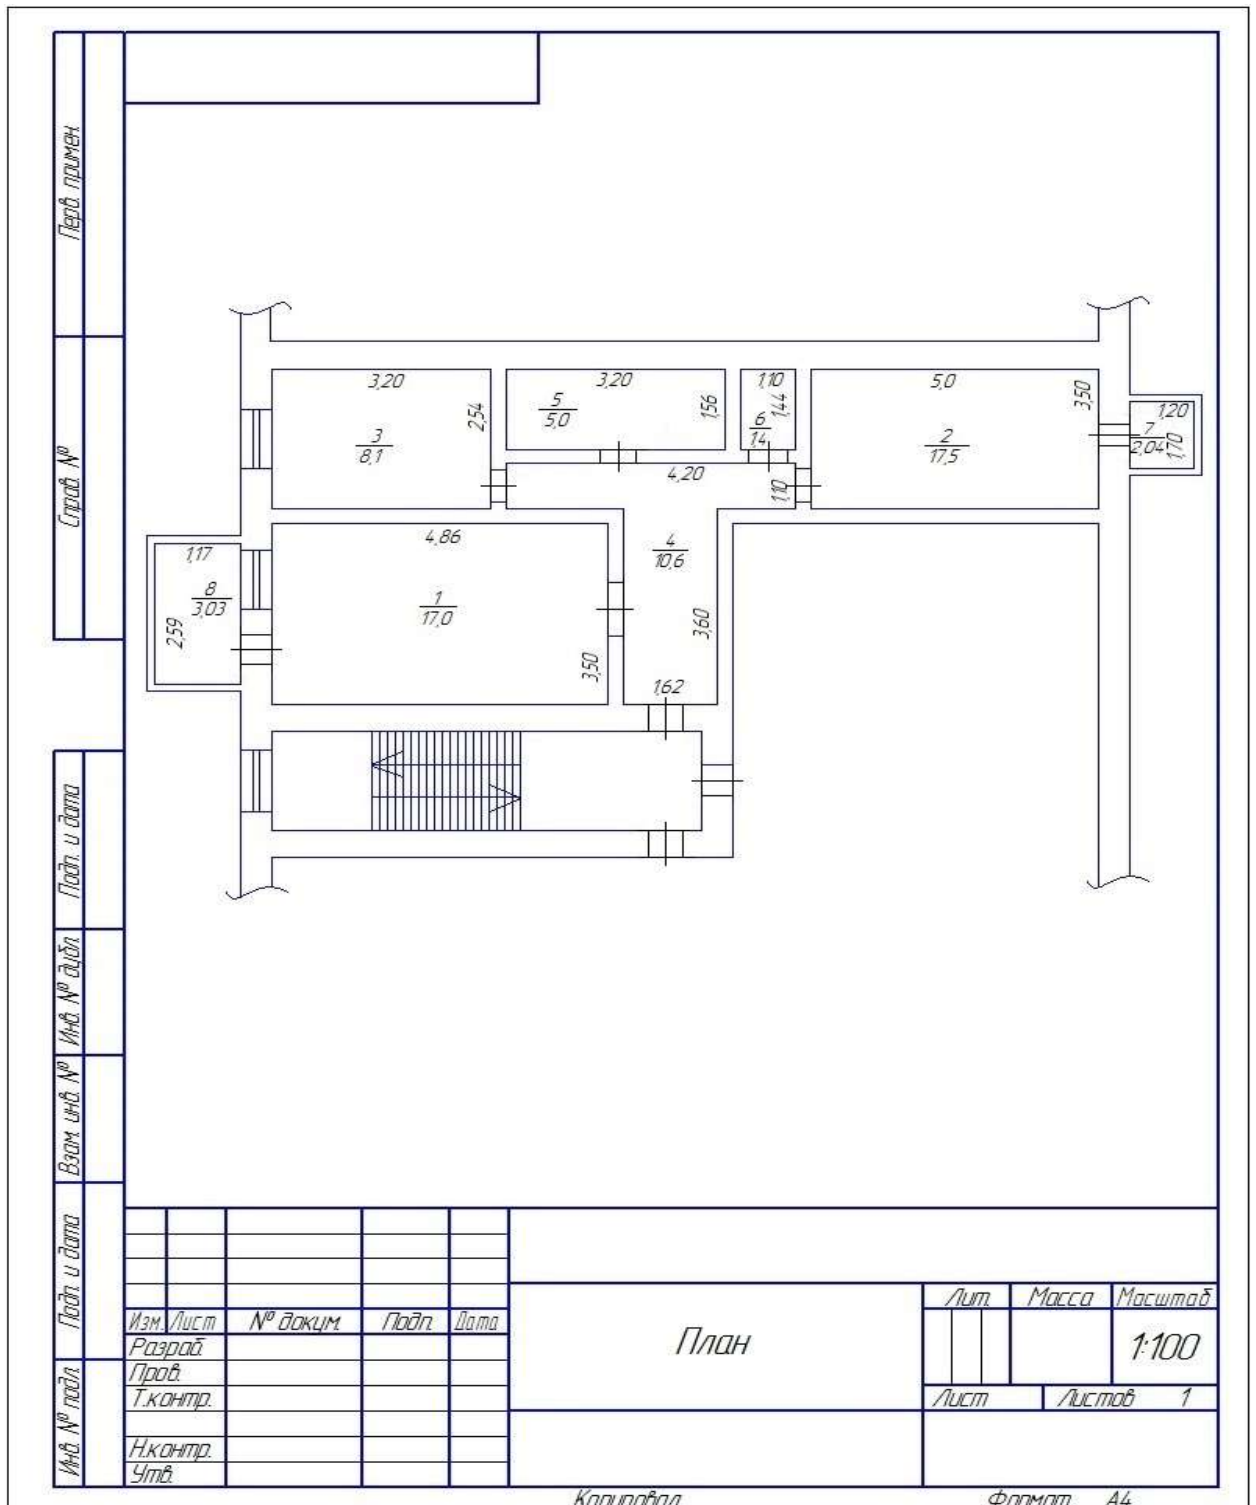 Перв. примен.
Справ. №
Подп. и дата
Инв. № дубл.
Взам. инв. №
Подп. и дата
Инв. № подл.
3,20
2,54
3
8,1
3,20
1,56
5
5,0
1,10
1,44
6
1,4
5,0
3,50
2
17,5
1,20
7
2,04
1,70
4,20
1,10
4
10,6
3,60
1,62
4,86
1
17,0
3,50
1,17
8
3,03
2,59
Изм. Лист № докум. Подп. Дата
Разраб.
Пров.
Т.контр.
Н.контр.
Утв.
План
Лит. Масса Масштаб
1:100
Лист Листов 1
Копировал Формат А4